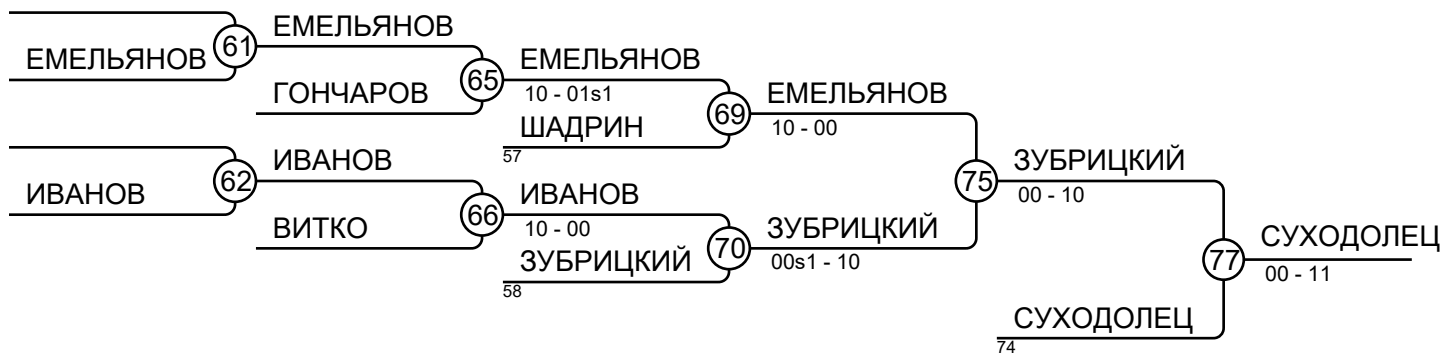 ЕМЕЛЬЯНОВ
61
ЕМЕЛЬЯНОВ
ГОНЧАРОВ
65
ЕМЕЛЬЯНОВ
10 - 01s1
ШАДРИН
57
69
ЕМЕЛЬЯНОВ
10 - 00
ИВАНОВ
62
ИВАНОВ
ВИТКО
66
ИВАНОВ
10 - 00
ЗУБРИЦКИЙ
58
70
ЗУБРИЦКИЙ
00s1 - 10
75
ЗУБРИЦКИЙ
00 - 10
СУХОДОЛЕЦ
74
77
СУХОДОЛЕЦ
00 - 11